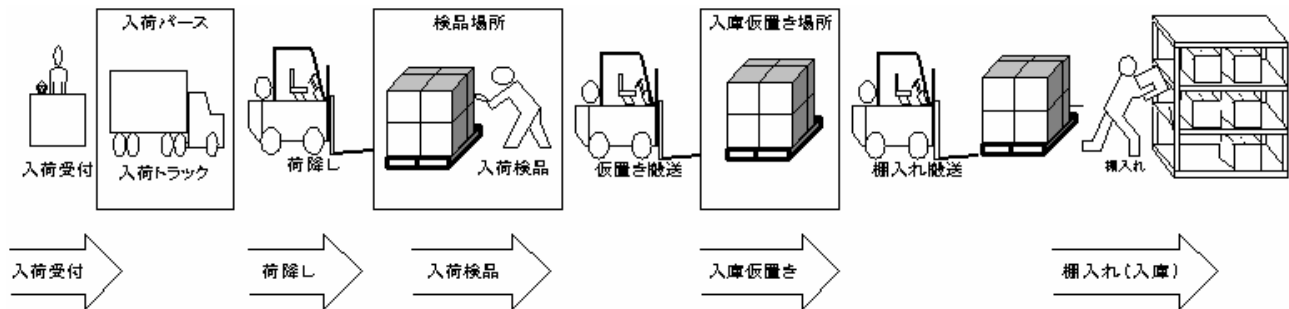 入荷バース
検品場所
入庫仮置き場所
入荷受付
入荷トラック
荷降し
入荷検品
仮置き搬送
棚入れ搬送
棚入れ
入荷受付
荷降し
入荷検品
入庫仮置き
棚入れ(入庫)